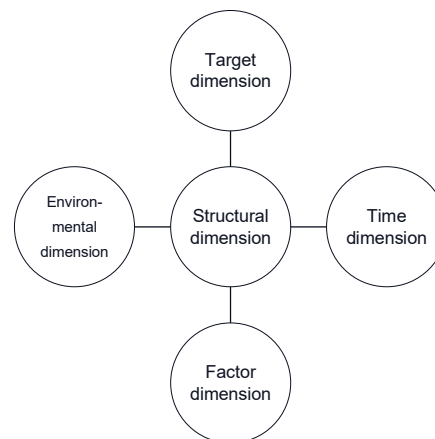 Target
dimension
Environ-
mental
dimension
Structural
dimension
Time
dimension
Factor
dimension